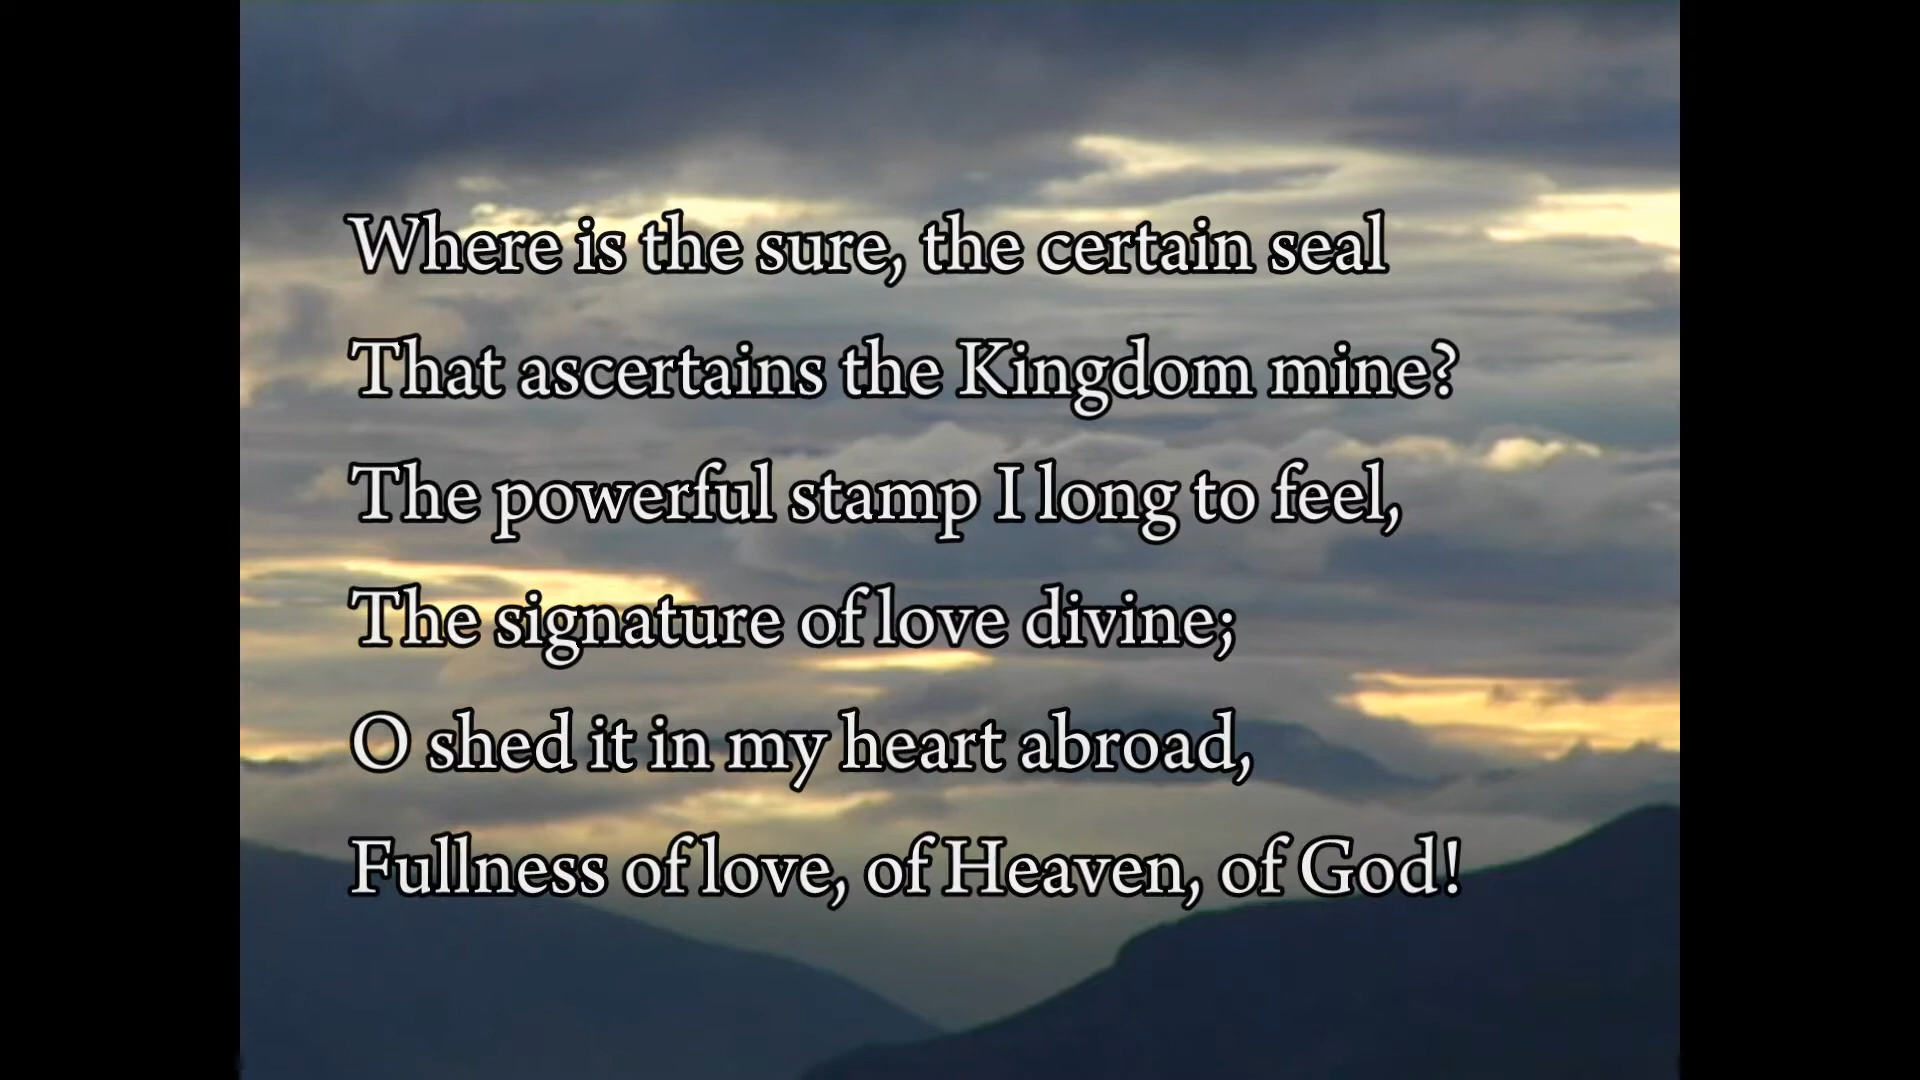 Where is the sure, the certain seal
That ascertains the Kingdom mine?
The powerful stamp I long to feel,
The signature of love divine;
O shed it in my heart abroad,
Fullness of love, of Heaven, of God!